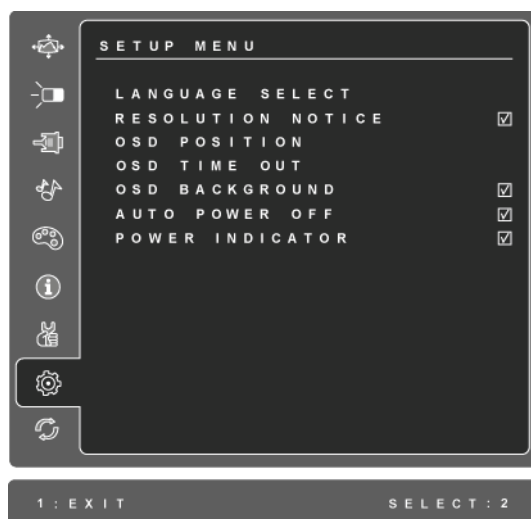 SETUP MENU
LANGUAGE SELECT
RESOLUTION NOTICE
OSD POSITION
OSD TIME OUT
OSD BACKGROUND
AUTO POWER OFF
POWER INDICATOR
1:EXIT SELECT:2